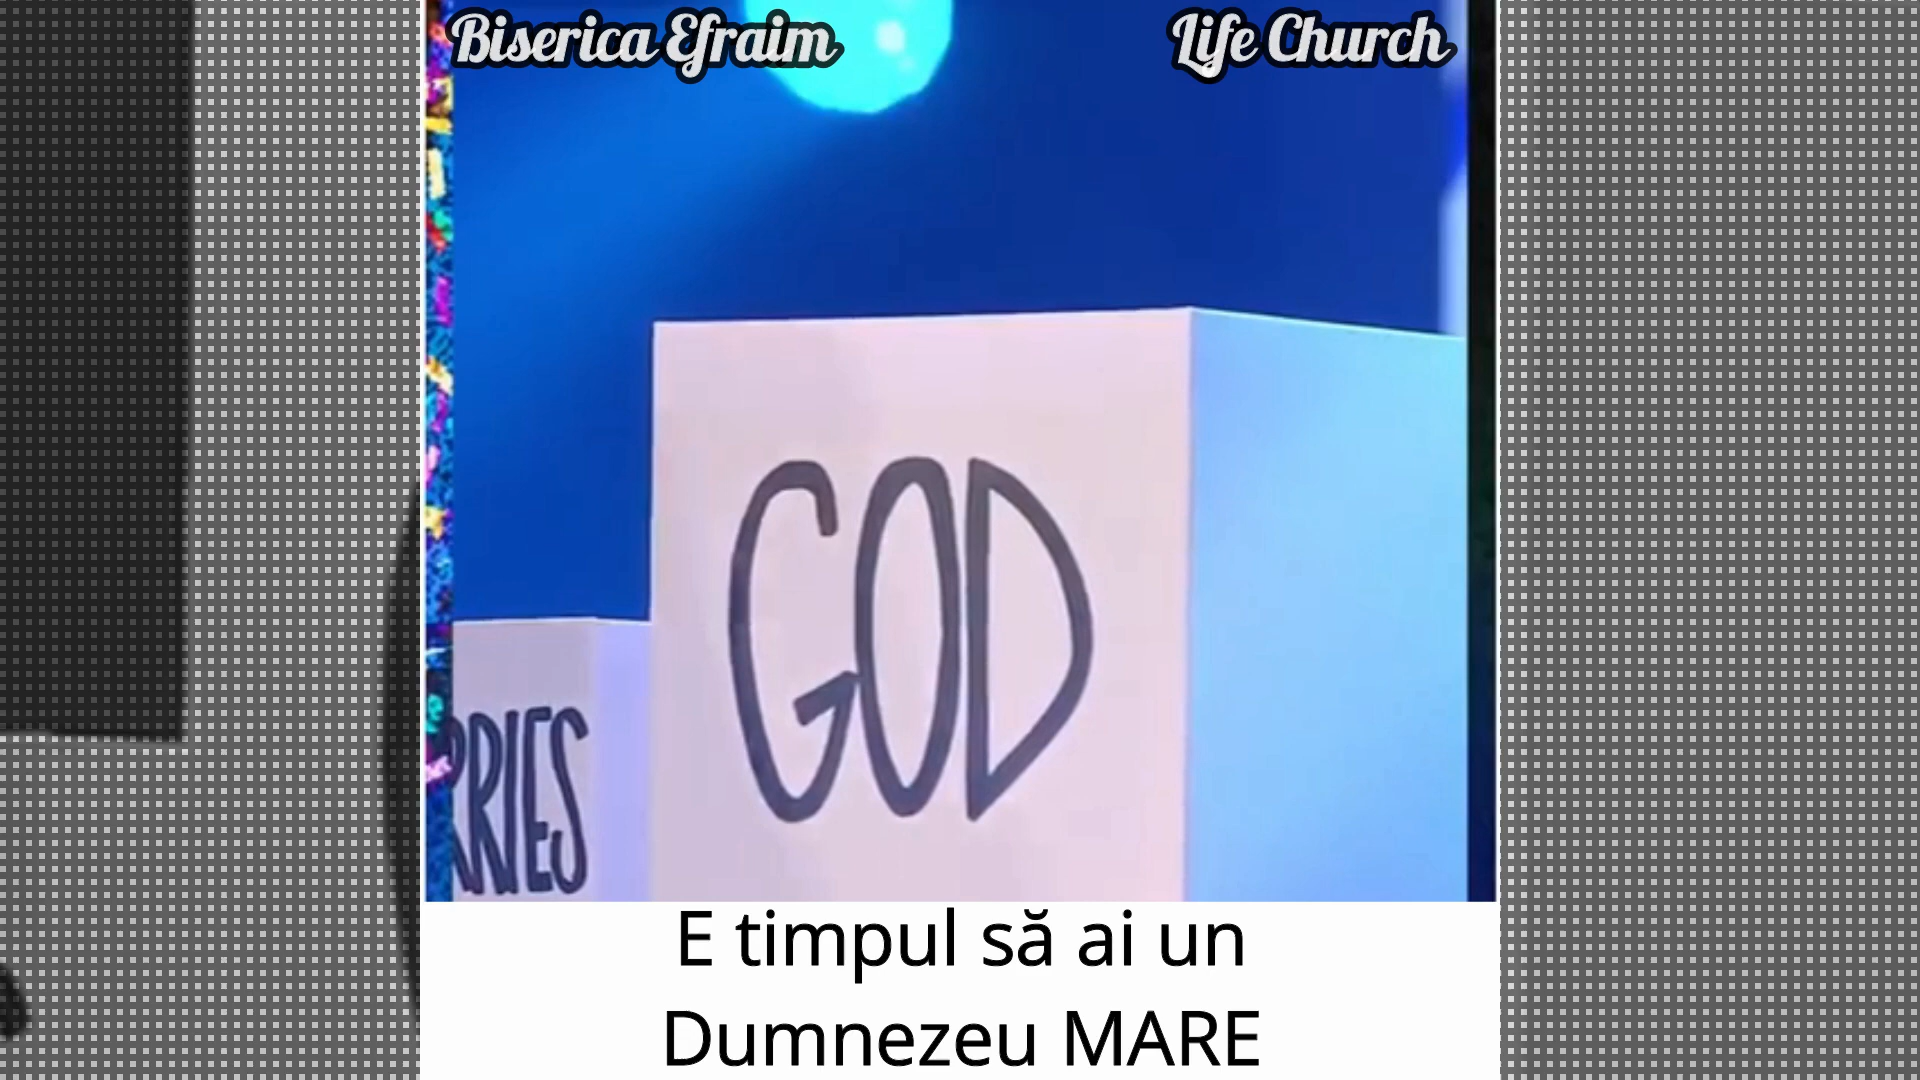 Biserica Efraim
Life Church
GOD
RRIES
E timpul să ai un
Dumnezeu MARE